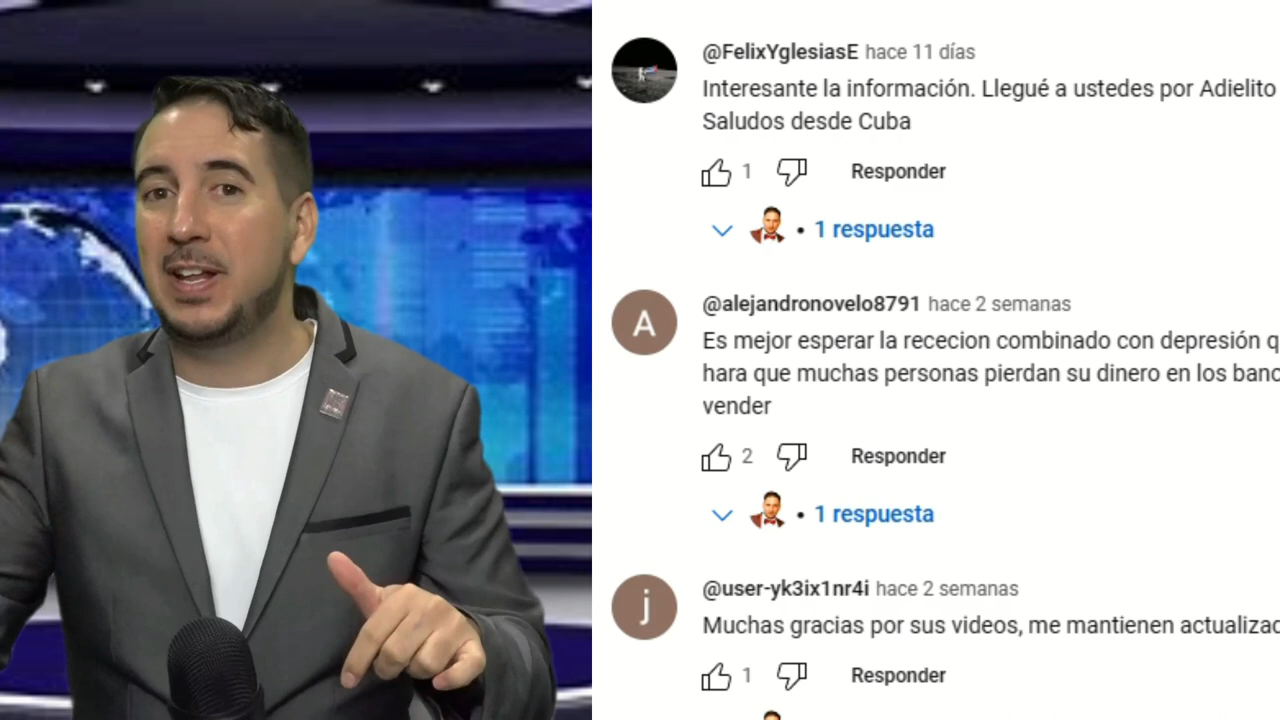 @FelixYglesiasE hace 11 días
Interesante la información. Llegué a ustedes por Adielito
Saludos desde Cuba
1 Responder
• 1 respuesta
A
@alejandronovelo8791 hace 2 semanas
Es mejor esperar la rececion combinado con depresión q
hara que muchas personas pierdan su dinero en los banc
vender
2 Responder
• 1 respuesta
j
@user-yk3ix1nr4i hace 2 semanas
Muchas gracias por sus videos, me mantienen actualizac
1 Responder